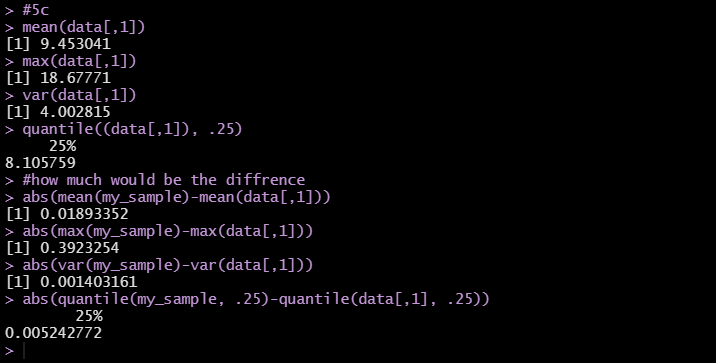 > #5c
> mean(data[,1])
[1] 9.453041
> max(data[,1])
[1] 18.67771
> var(data[,1])
[1] 4.002815
> quantile((data[,1]), .25)
25%
8.105759
> #how much would be the diffrence
> abs(mean(my_sample)-mean(data[,1]))
[1] 0.01893352
> abs(max(my_sample)-max(data[,1]))
[1] 0.3923254
> abs(var(my_sample)-var(data[,1]))
[1] 0.001403161
> abs(quantile(my_sample, .25)-quantile(data[,1], .25))
25%
0.005242772
>